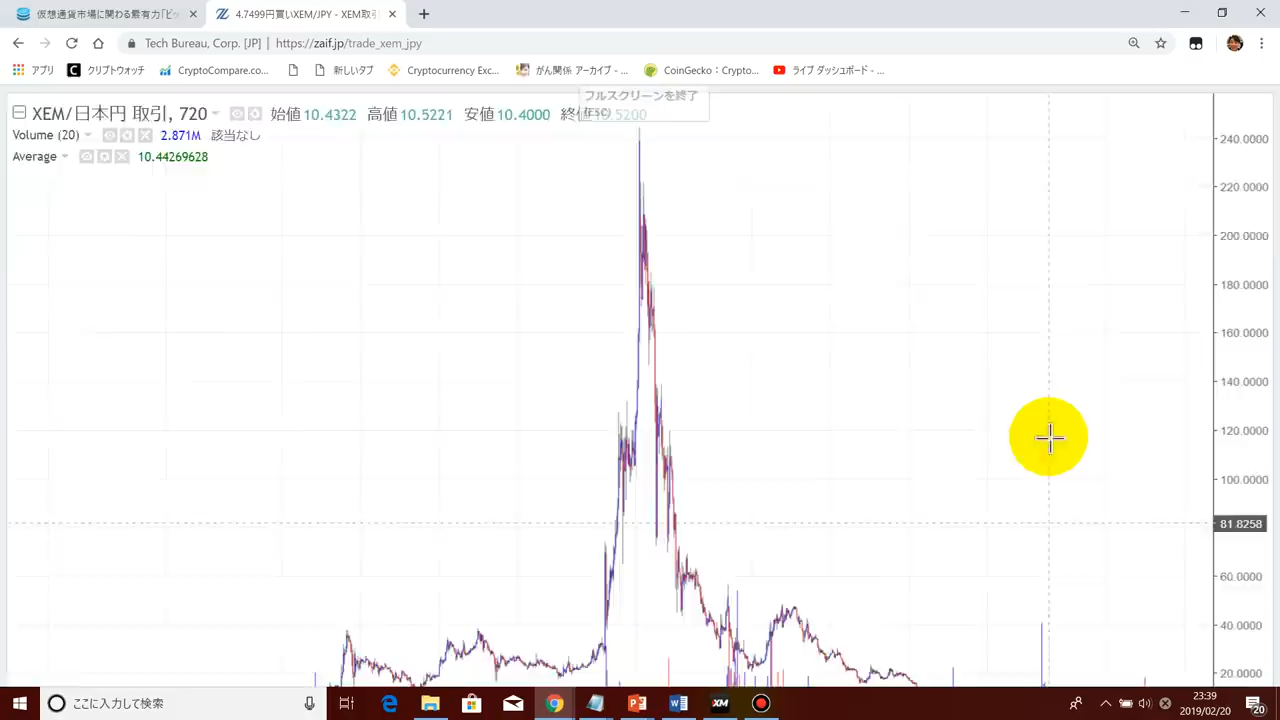 仮想通貨市場に関わる最有力「ビッ
4.7499円買いXEM/JPY - XEM取引
Tech Bureau, Corp. [JP] | https://zaif.jp/trade_xem_jpy
アプリ クリプトウォッチ CryptoCompare.co... 新しいタブ Cryptocurrency Exc... がん関係 アーカイブ - ... CoinGecko：Crypto... ライブ ダッシュボード - ...
フルスクリーンを終了
XEM/日本円 取引, 720 始値 10.4322 高値 10.5221 安値 10.4000 終値 10.5200
Volume (20) 2.871M 該当なし
Average 10.44269628
240.0000
220.0000
200.0000
180.0000
160.0000
140.0000
120.0000
100.0000
81.8258
60.0000
40.0000
20.0000
ここに入力して検索
XM
23:39
2019/02/20
20